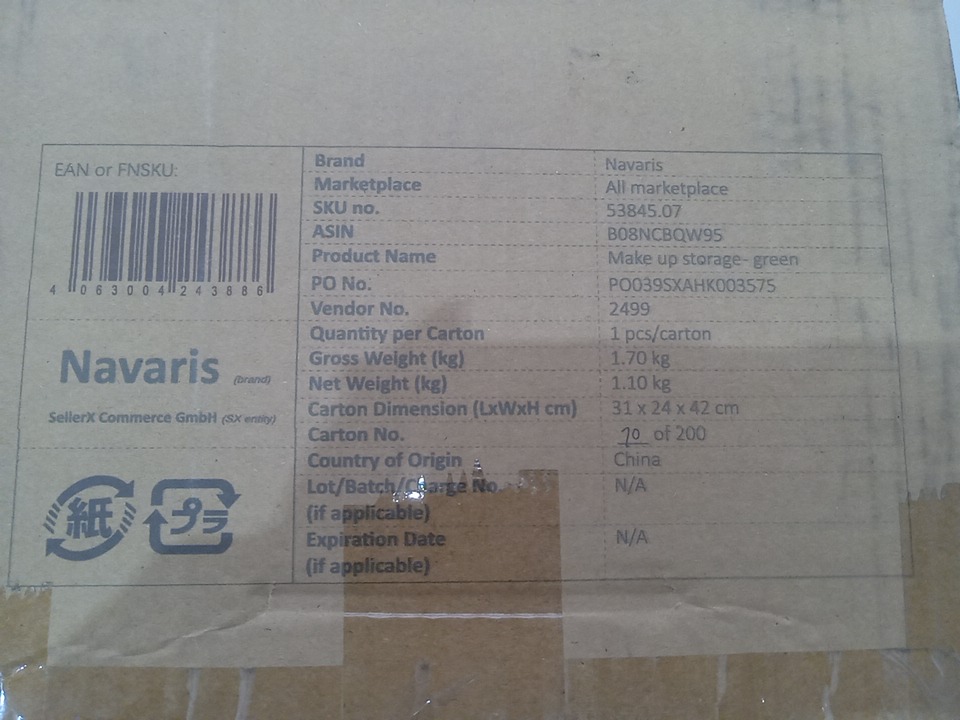 EAN or FNSKU:
4 063004 243886
Navaris (brand)
SellerX Commerce GmbH (SX entity)
紙
プラ
Brand Navaris
Marketplace All marketplace
SKU no. 53845.07
ASIN B08NCBQW95
Product Name Make up storage- green
PO No. PO039SXAHK003575
Vendor No. 2499
Quantity per Carton 1 pcs/carton
Gross Weight (kg) 1.70 kg
Net Weight (kg) 1.10 kg
Carton Dimension (LxWxH cm) 31 x 24 x 42 cm
Carton No. of 200
Country of Origin China
Lot/Batch/Charge No. N/A
(if applicable)
Expiration Date N/A
(if applicable)